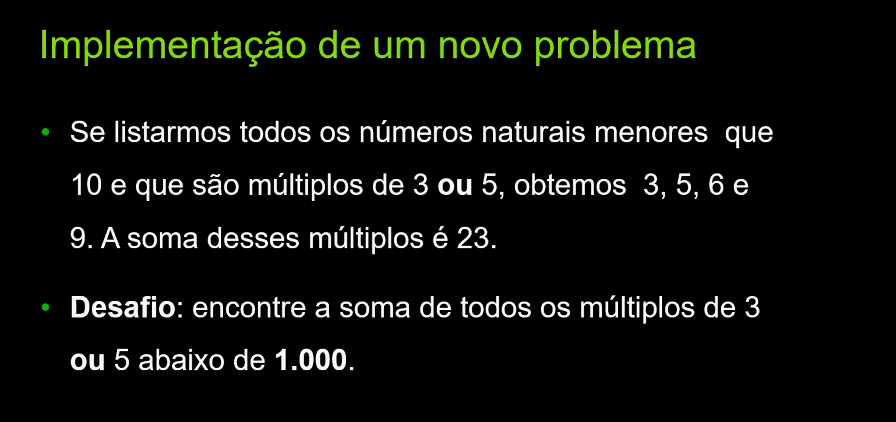 Implementação de um novo problema
• Se listarmos todos os números naturais menores que
10 e que são múltiplos de 3 ou 5, obtemos 3, 5, 6 e
9. A soma desses múltiplos é 23.
• Desafio: encontre a soma de todos os múltiplos de 3
ou 5 abaixo de 1.000.